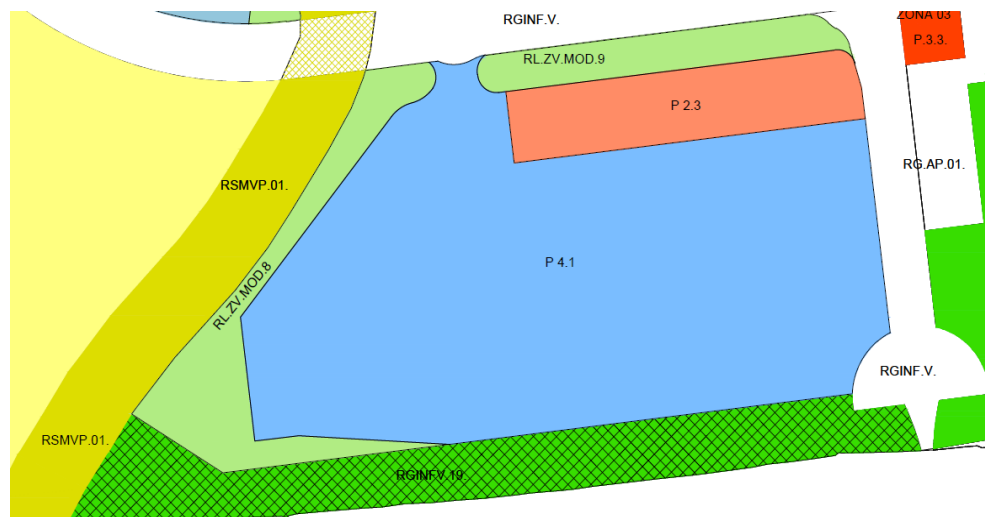 ZONA 03
RGINF.V.
P.3.3.
RL.ZV.MOD.9
P 2.3
RG.AP.01.
RSMVP.01.
P 4.1
RL.ZV.MOD.8
RGINF.V.
RSMVP.01.
RGINFV.19.